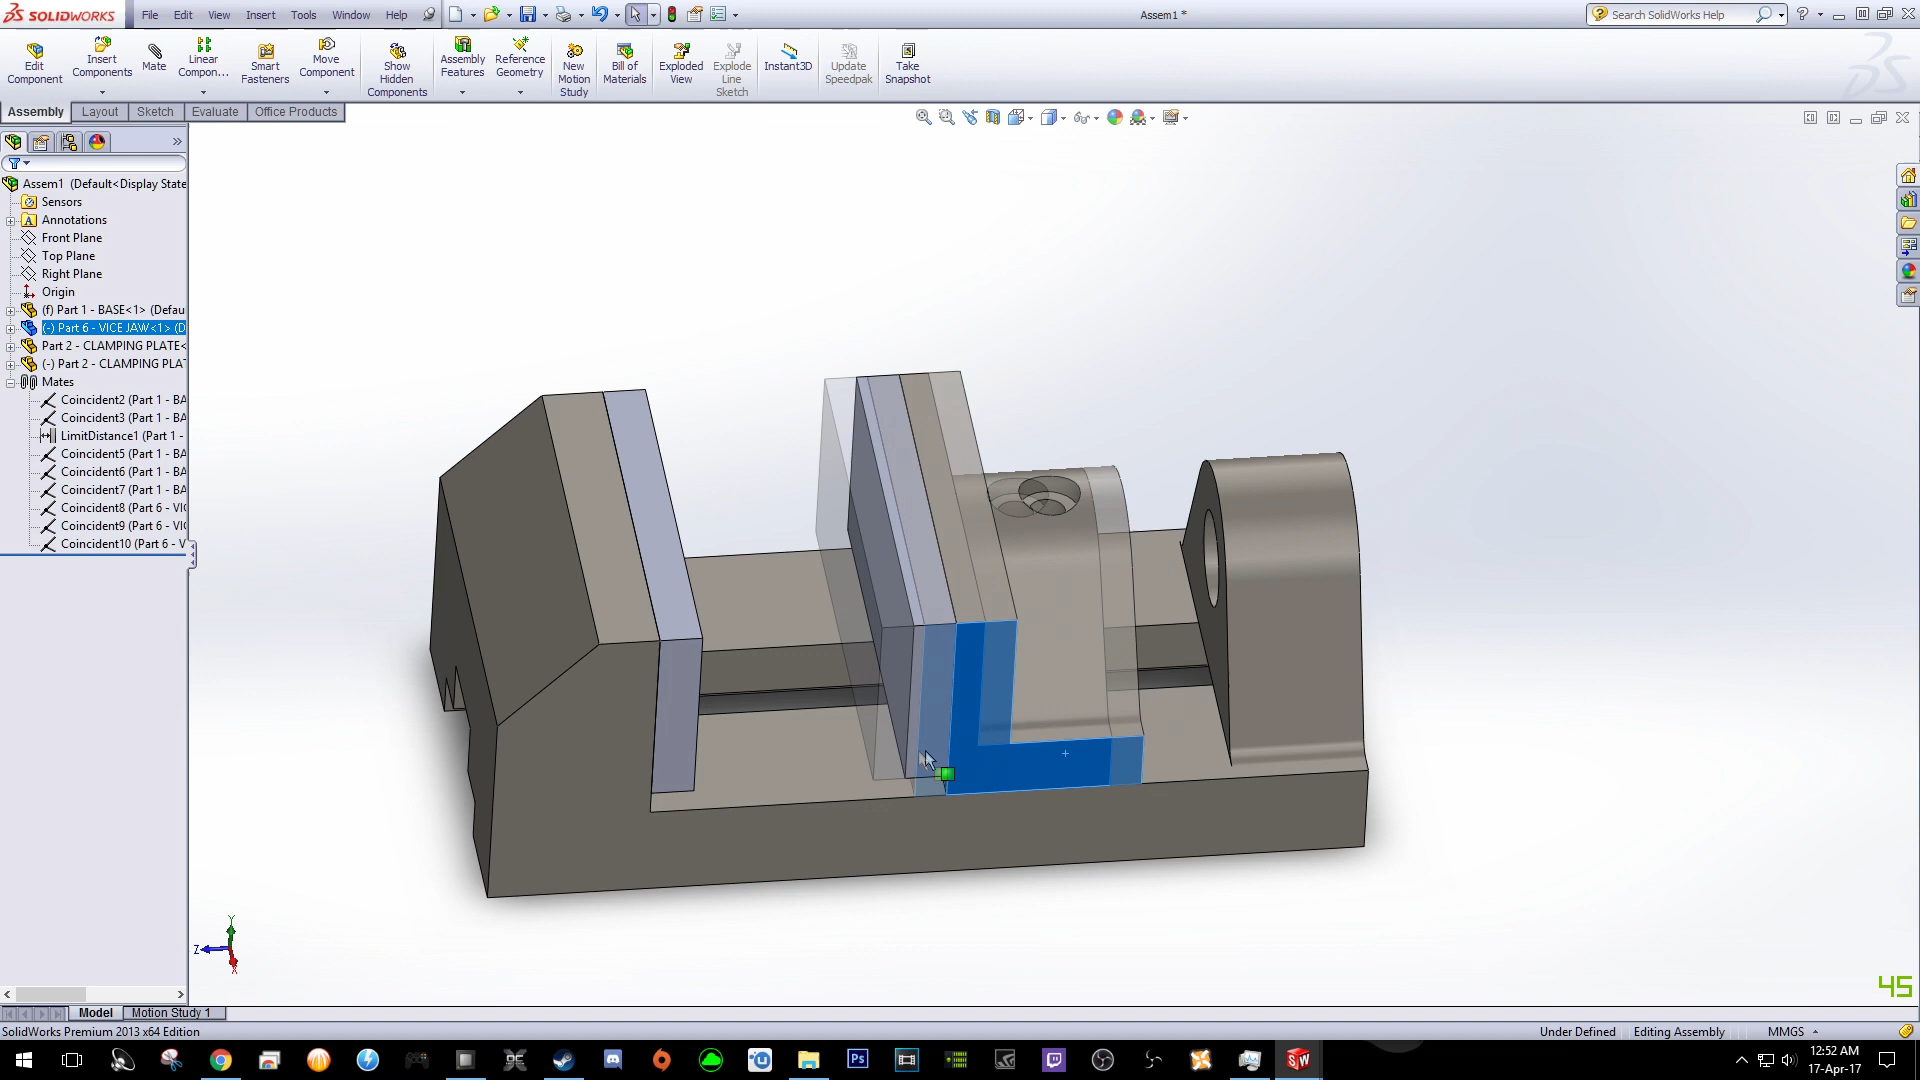 SOLIDWORKS File Edit View Insert Tools Window Help Assem1 * Search SolidWorks Help
Edit Component
Insert Components
Mate
Linear Compon...
Smart Fasteners
Move Component
Show Hidden Components
Assembly Features
Reference Geometry
New Motion Study
Bill of Materials
Exploded View
Explode Line Sketch
Instant3D
Update Speedpak
Take Snapshot
Assembly Layout Sketch Evaluate Office Products
Assem1 (Default<Display State
Sensors
Annotations
Front Plane
Top Plane
Right Plane
Origin
(f) Part 1 - BASE<1> (Defau
(-) Part 6 - VICE JAW<1> (D
Part 2 - CLAMPING PLATE<
(-) Part 2 - CLAMPING PLA
Mates
Coincident2 (Part 1 - BA
Coincident3 (Part 1 - BA
LimitDistance1 (Part 1 -
Coincident5 (Part 1 - BA
Coincident6 (Part 1 - BA
Coincident7 (Part 1 - BA
Coincident8 (Part 6 - VI
Coincident9 (Part 6 - VI
Coincident10 (Part 6 - V
Y
Z
X
45
Model Motion Study 1
SolidWorks Premium 2013 x64 Edition Under Defined Editing Assembly MMGS
12:52 AM
17-Apr-17